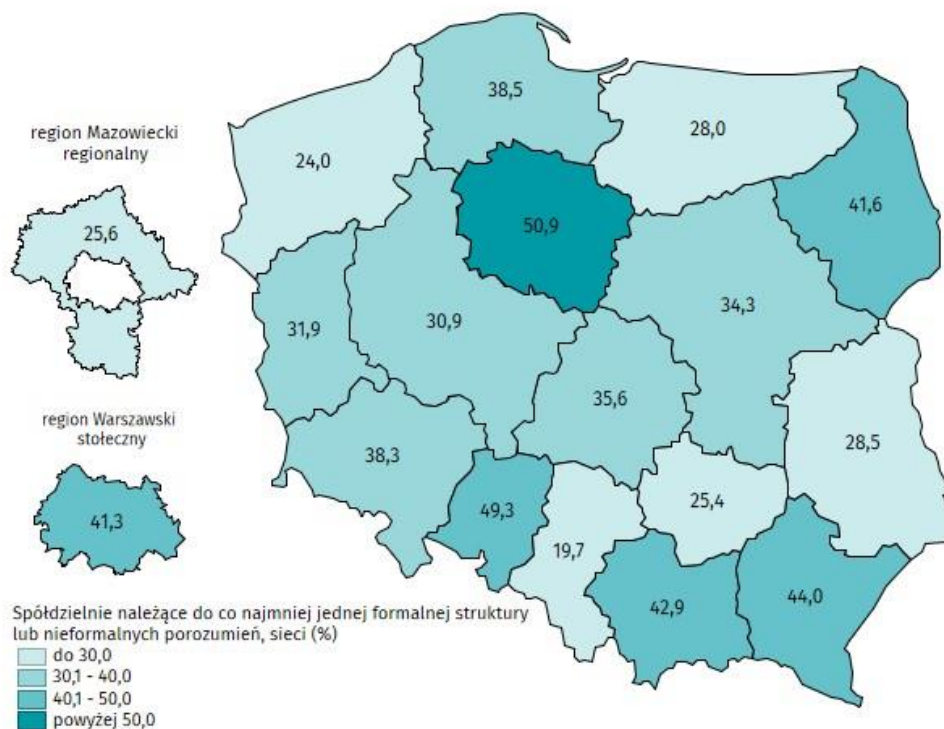 38,5
28,0
region Mazowiecki
regionalny
24,0
41,6
25,6
50,9
34,3
31,9
30,9
35,6
region Warszawski
stołeczny
38,3
28,5
25,4
49,3
41,3
19,7
44,0
42,9
Spółdzielnie należące do co najmniej jednej formalnej struktury
lub nieformalnych porozumień, sieci (%)
do 30,0
30,1 - 40,0
40,1 - 50,0
powyżej 50,0